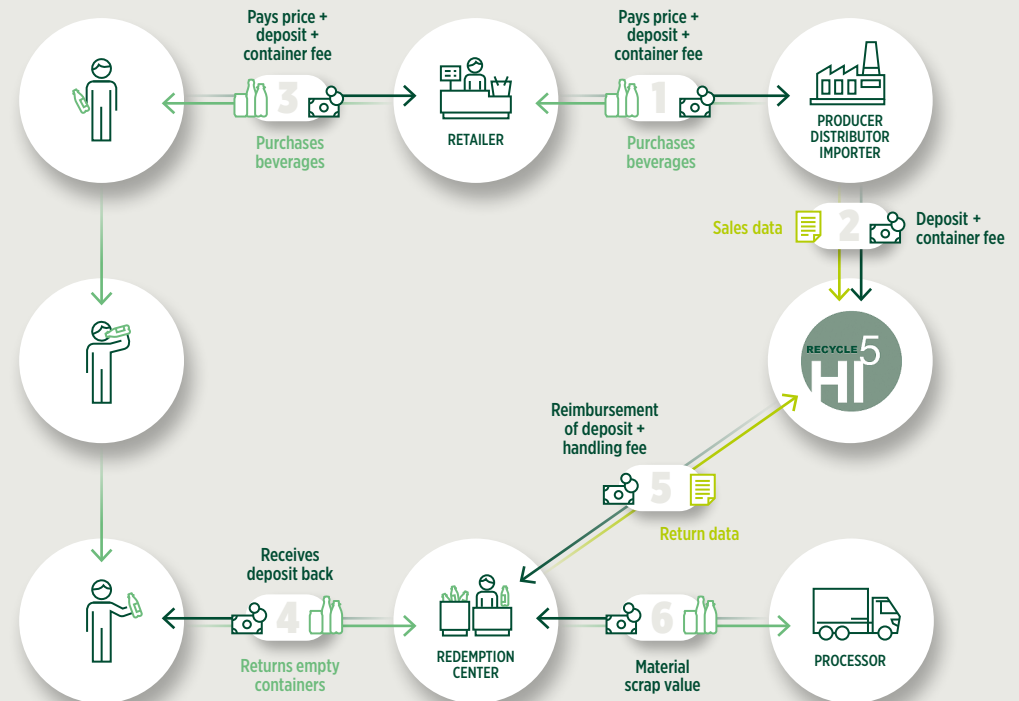 Pays price +
deposit +
container fee
3
Purchases
beverages
RETAILER
Pays price +
deposit +
container fee
1
Purchases
beverages
PRODUCER
DISTRIBUTOR
IMPORTER
Sales data
2
Deposit +
container fee
RECYCLE
HI
5
Reimbursement
of deposit +
handling fee
5
Return data
Receives
deposit back
4
Returns empty
containers
REDEMPTION
CENTER
6
Material
scrap value
PROCESSOR